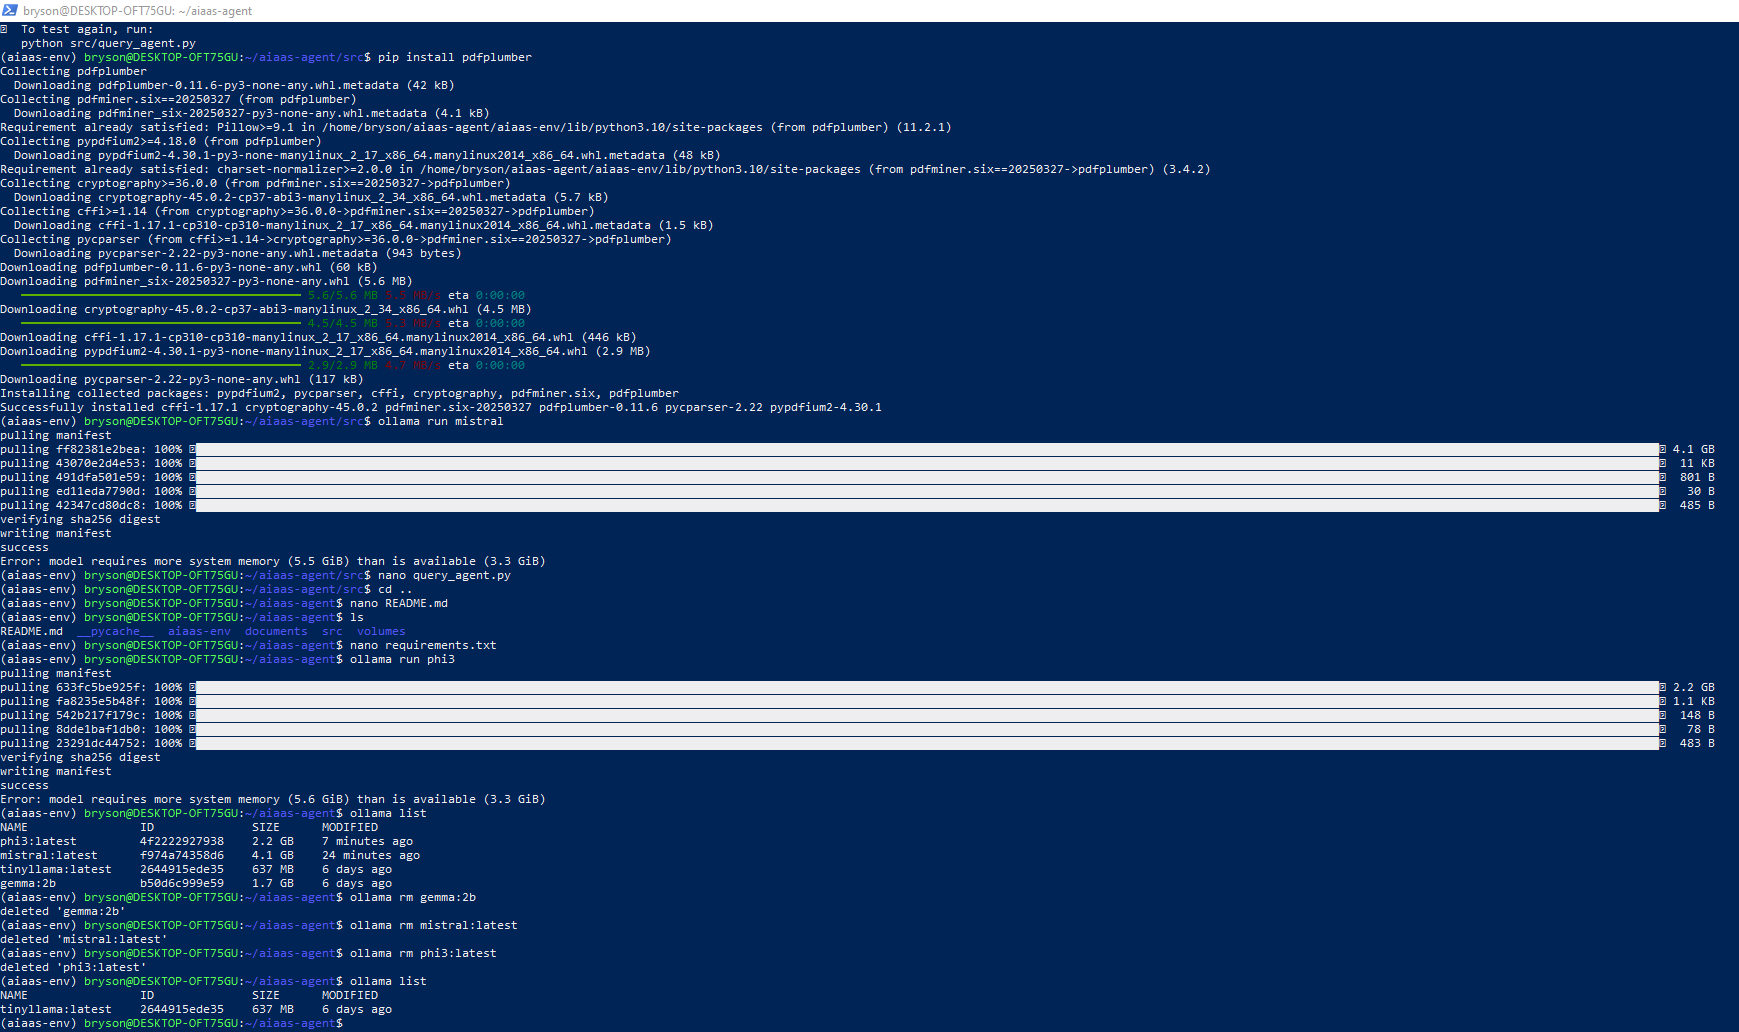 bryson@DESKTOP-OFT75GU: ~/aiaas-agent
To test again, run:
python src/query_agent.py
(aiaas-env) bryson@DESKTOP-OFT75GU:~/aiaas-agent/src$ pip install pdfplumber
Collecting pdfplumber
Downloading pdfplumber-0.11.6-py3-none-any.whl.metadata (42 kB)
Collecting pdfminer.six==20250327 (from pdfplumber)
Downloading pdfminer_six-20250327-py3-none-any.whl.metadata (4.1 kB)
Requirement already satisfied: Pillow>=9.1 in /home/bryson/aiaas-agent/aiaas-env/lib/python3.10/site-packages (from pdfplumber) (11.2.1)
Collecting pypdfium2>=4.18.0 (from pdfplumber)
Downloading pypdfium2-4.30.1-py3-none-manylinux_2_17_x86_64.manylinux2014_x86_64.whl.metadata (48 kB)
Requirement already satisfied: charset-normalizer>=2.0.0 in /home/bryson/aiaas-agent/aiaas-env/lib/python3.10/site-packages (from pdfminer.six==20250327->pdfplumber) (3.4.2)
Collecting cryptography>=36.0.0 (from pdfminer.six==20250327->pdfplumber)
Downloading cryptography-45.0.2-cp37-abi3-manylinux_2_34_x86_64.whl.metadata (5.7 kB)
Collecting cffi>=1.14 (from cryptography>=36.0.0->pdfminer.six==20250327->pdfplumber)
Downloading cffi-1.17.1-cp310-cp310-manylinux_2_17_x86_64.manylinux2014_x86_64.whl.metadata (1.5 kB)
Collecting pycparser (from cffi>=1.14->cryptography>=36.0.0->pdfminer.six==20250327->pdfplumber)
Downloading pycparser-2.22-py3-none-any.whl.metadata (943 bytes)
Downloading pdfplumber-0.11.6-py3-none-any.whl (60 kB)
Downloading pdfminer_six-20250327-py3-none-any.whl (5.6 MB)
5.6/5.6 MB 5.5 MB/s eta 0:00:00
Downloading cryptography-45.0.2-cp37-abi3-manylinux_2_34_x86_64.whl (4.5 MB)
4.5/4.5 MB 5.3 MB/s eta 0:00:00
Downloading cffi-1.17.1-cp310-cp310-manylinux_2_17_x86_64.manylinux2014_x86_64.whl (446 kB)
Downloading pypdfium2-4.30.1-py3-none-manylinux_2_17_x86_64.manylinux2014_x86_64.whl (2.9 MB)
2.9/2.9 MB 4.7 MB/s eta 0:00:00
Downloading pycparser-2.22-py3-none-any.whl (117 kB)
Installing collected packages: pypdfium2, pycparser, cffi, cryptography, pdfminer.six, pdfplumber
Successfully installed cffi-1.17.1 cryptography-45.0.2 pdfminer.six-20250327 pdfplumber-0.11.6 pycparser-2.22 pypdfium2-4.30.1
(aiaas-env) bryson@DESKTOP-OFT75GU:~/aiaas-agent/src$ ollama run mistral
pulling manifest
pulling ff82381e2bea: 100% 4.1 GB
pulling 43070e2d4e53: 100% 11 KB
pulling 491dfa501e59: 100% 801 B
pulling ed11eda7790d: 100% 30 B
pulling 42347cd80dc8: 100% 485 B
verifying sha256 digest
writing manifest
success
Error: model requires more system memory (5.5 GiB) than is available (3.3 GiB)
(aiaas-env) bryson@DESKTOP-OFT75GU:~/aiaas-agent/src$ nano query_agent.py
(aiaas-env) bryson@DESKTOP-OFT75GU:~/aiaas-agent/src$ cd ..
(aiaas-env) bryson@DESKTOP-OFT75GU:~/aiaas-agent$ nano README.md
(aiaas-env) bryson@DESKTOP-OFT75GU:~/aiaas-agent$ ls
README.md __pycache__ aiaas-env documents src volumes
(aiaas-env) bryson@DESKTOP-OFT75GU:~/aiaas-agent$ nano requirements.txt
(aiaas-env) bryson@DESKTOP-OFT75GU:~/aiaas-agent$ ollama run phi3
pulling manifest
pulling 633fc5be925f: 100% 2.2 GB
pulling fa8235e5b48f: 100% 1.1 KB
pulling 542b217f179c: 100% 148 B
pulling 8dde1baf1db0: 100% 78 B
pulling 23291dc44752: 100% 483 B
verifying sha256 digest
writing manifest
success
Error: model requires more system memory (5.6 GiB) than is available (3.3 GiB)
(aiaas-env) bryson@DESKTOP-OFT75GU:~/aiaas-agent$ ollama list
NAME ID SIZE MODIFIED
phi3:latest 4f2222927938 2.2 GB 7 minutes ago
mistral:latest f974a74358d6 4.1 GB 24 minutes ago
tinyllama:latest 2644915ede35 637 MB 6 days ago
gemma:2b b50d6c999e59 1.7 GB 6 days ago
(aiaas-env) bryson@DESKTOP-OFT75GU:~/aiaas-agent$ ollama rm gemma:2b
deleted 'gemma:2b'
(aiaas-env) bryson@DESKTOP-OFT75GU:~/aiaas-agent$ ollama rm mistral:latest
deleted 'mistral:latest'
(aiaas-env) bryson@DESKTOP-OFT75GU:~/aiaas-agent$ ollama rm phi3:latest
deleted 'phi3:latest'
(aiaas-env) bryson@DESKTOP-OFT75GU:~/aiaas-agent$ ollama list
NAME ID SIZE MODIFIED
tinyllama:latest 2644915ede35 637 MB 6 days ago
(aiaas-env) bryson@DESKTOP-OFT75GU:~/aiaas-agent$